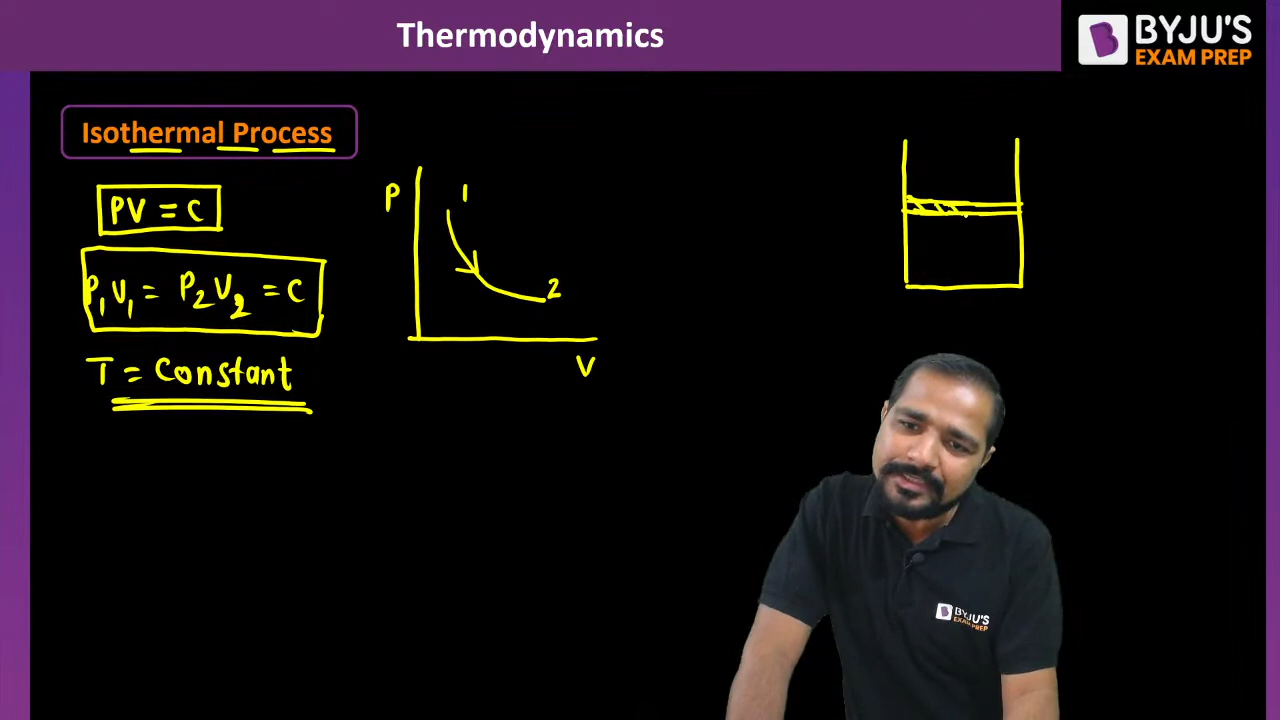 Thermodynamics
BYJU'S
EXAM PREP
Isothermal Process
PV = C
P₁V₁ = P₂V₂ = C
T = Constant
P
1
2
V
BYJU'S
EXAM PREP